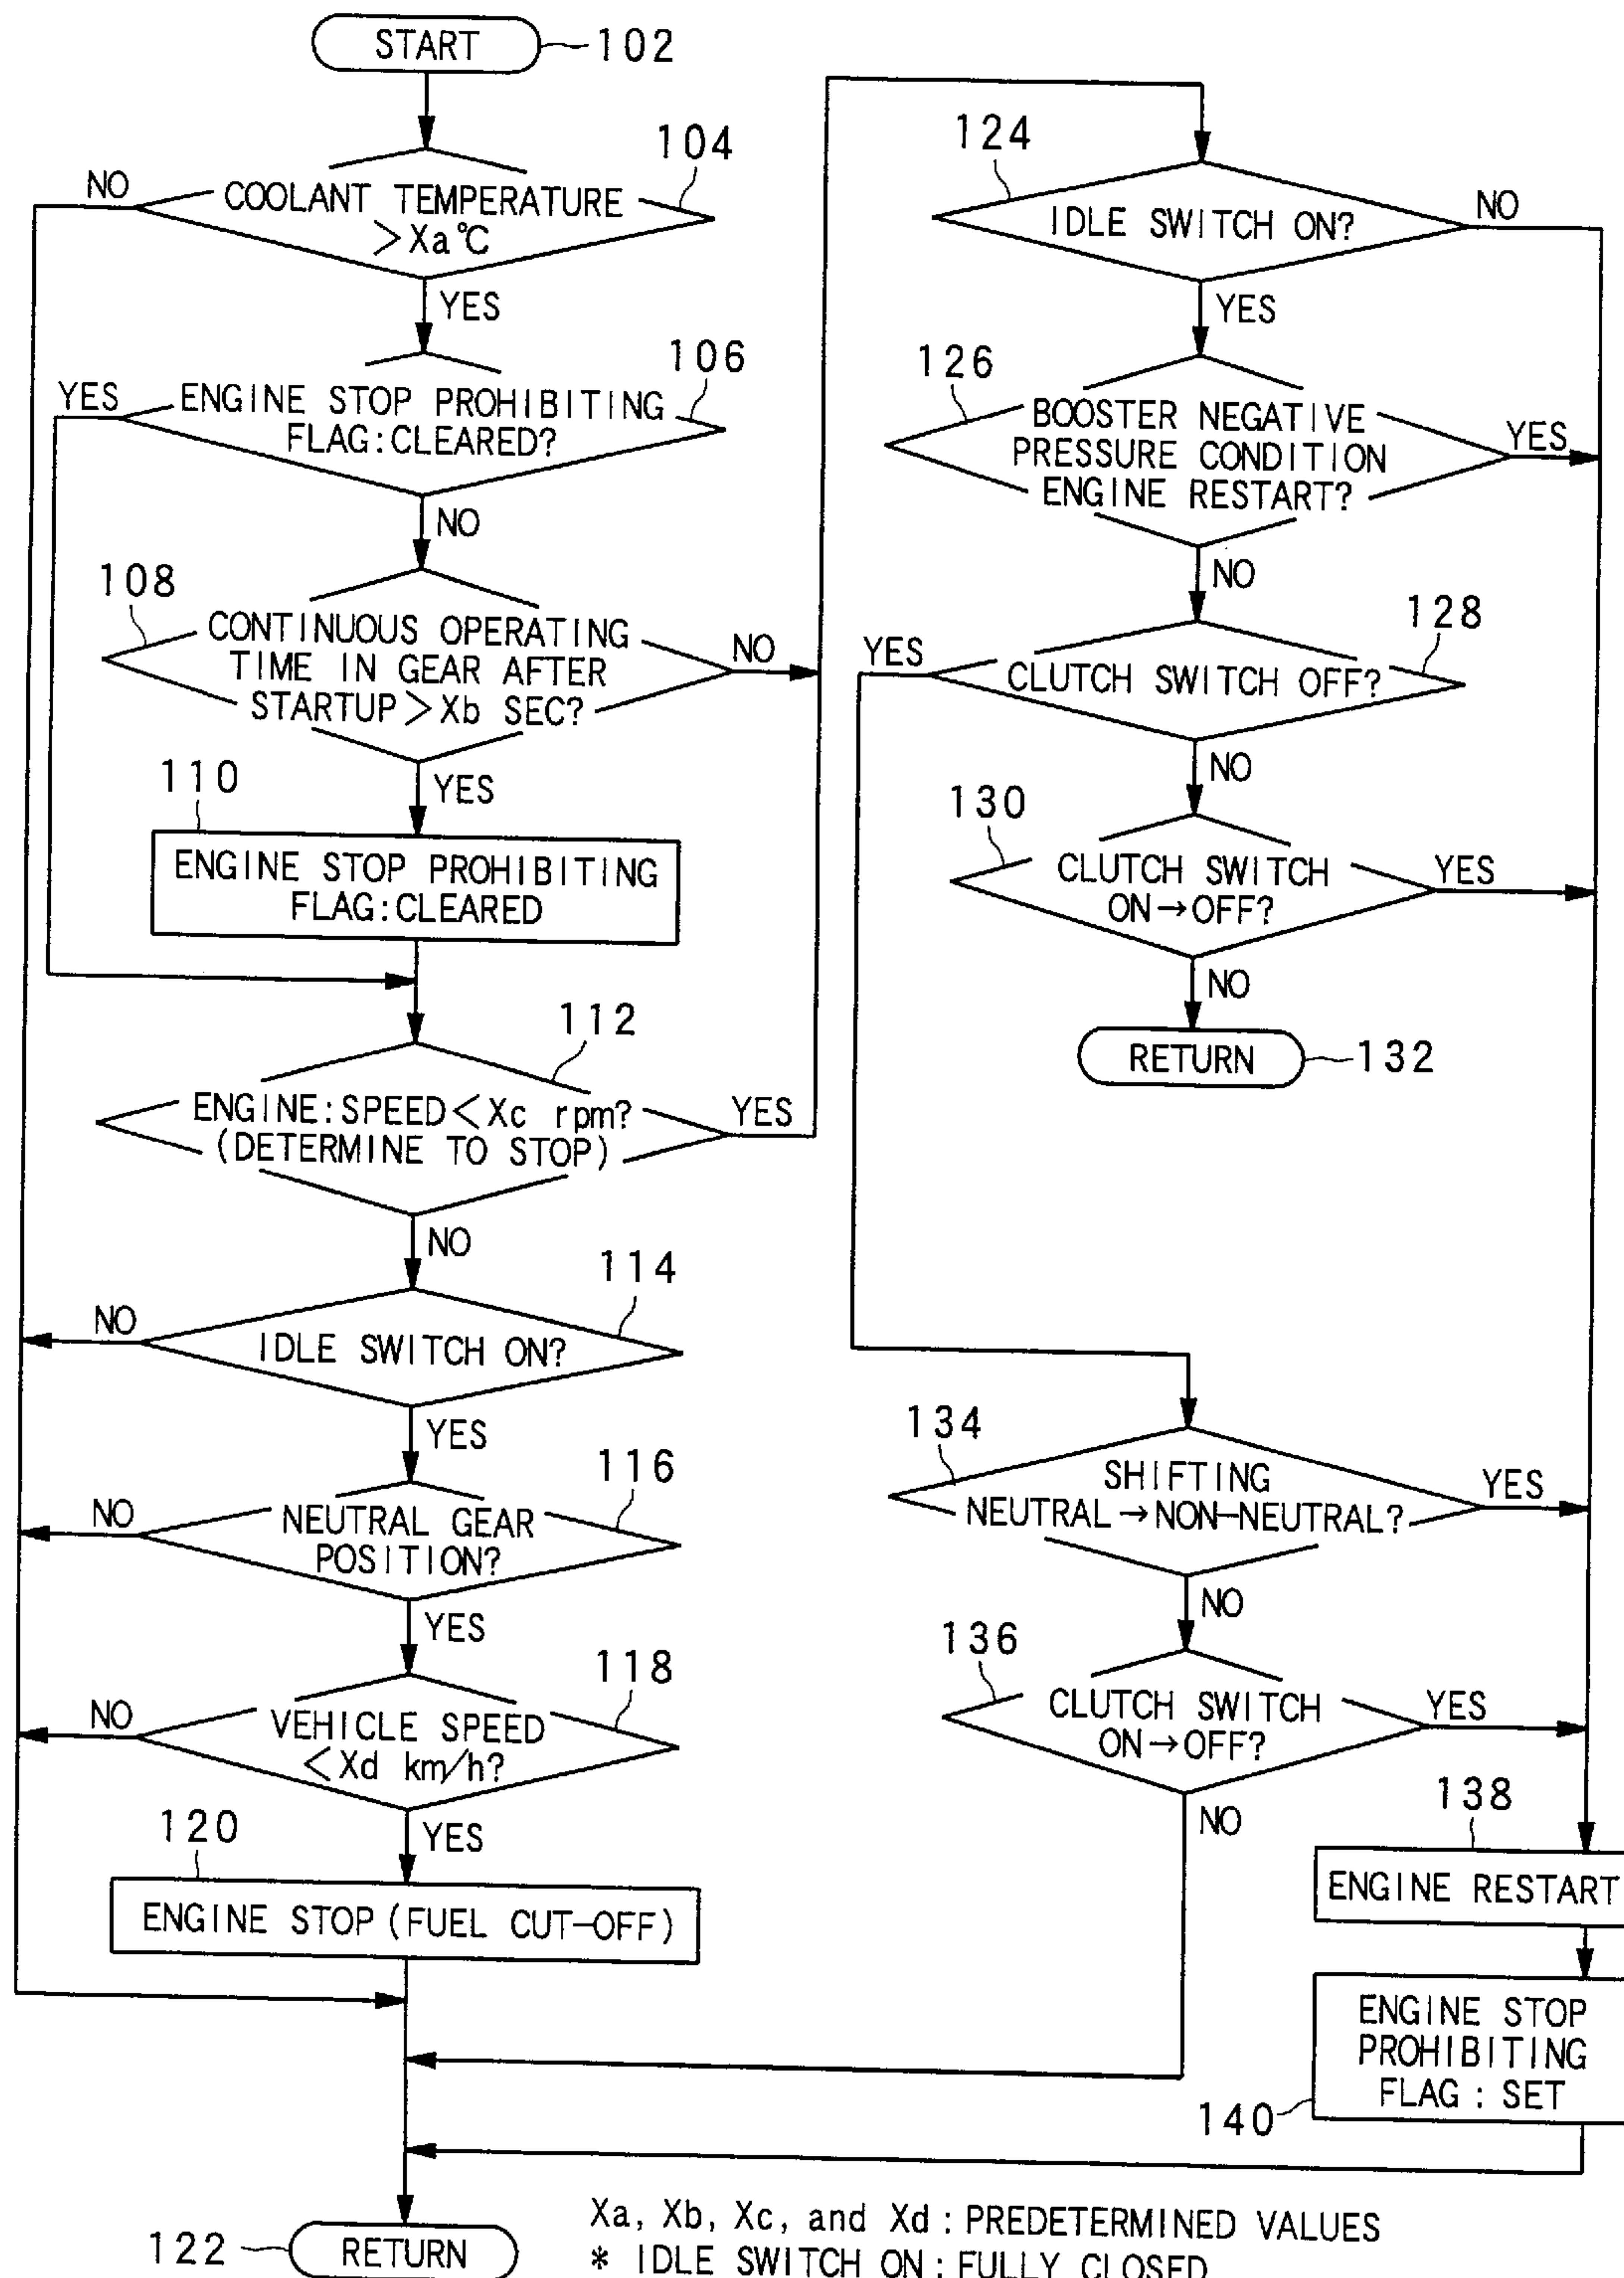 START
102
104
NO
COOLANT TEMPERATURE
>Xa℃
YES
106
YES
ENGINE STOP PROHIBITING
FLAG:CLEARED?
NO
108
CONTINUOUS OPERATING
TIME IN GEAR AFTER
STARTUP>Xb SEC?
NO
YES
110
ENGINE STOP PROHIBITING
FLAG:CLEARED
112
ENGINE:SPEED<Xc rpm?
(DETERMINE TO STOP)
YES
NO
114
NO
IDLE SWITCH ON?
YES
116
NO
NEUTRAL GEAR
POSITION?
YES
118
NO
VEHICLE SPEED
<Xd km/h?
YES
120
ENGINE STOP(FUEL CUT-OFF)
122
RETURN
124
IDLE SWITCH ON?
NO
YES
126
BOOSTER NEGATIVE
PRESSURE CONDITION
ENGINE RESTART?
YES
NO
128
YES
CLUTCH SWITCH OFF?
NO
130
CLUTCH SWITCH
ON→OFF?
YES
NO
RETURN
132
134
SHIFTING
NEUTRAL→NON-NEUTRAL?
YES
NO
136
CLUTCH SWITCH
ON→OFF?
YES
NO
138
ENGINE RESTART
ENGINE STOP
PROHIBITING
FLAG:SET
140
Xa, Xb, Xc, and Xd:PREDETERMINED VALUES
* IDLE SWITCH ON:FULLY CLOSED